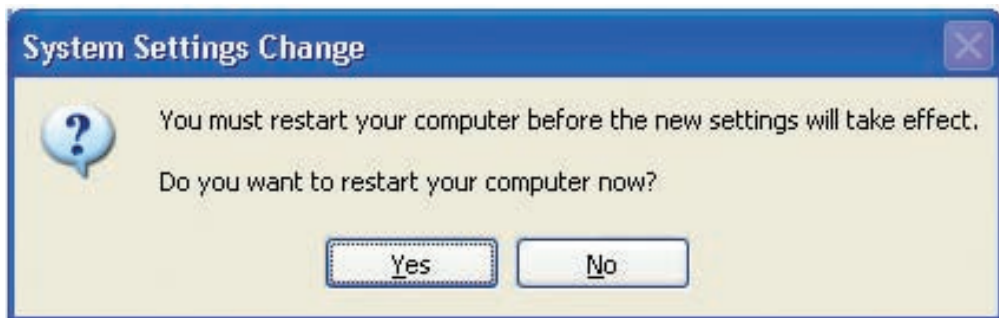 System Settings Change
You must restart your computer before the new settings will take effect.
Do you want to restart your computer now?
Yes
No